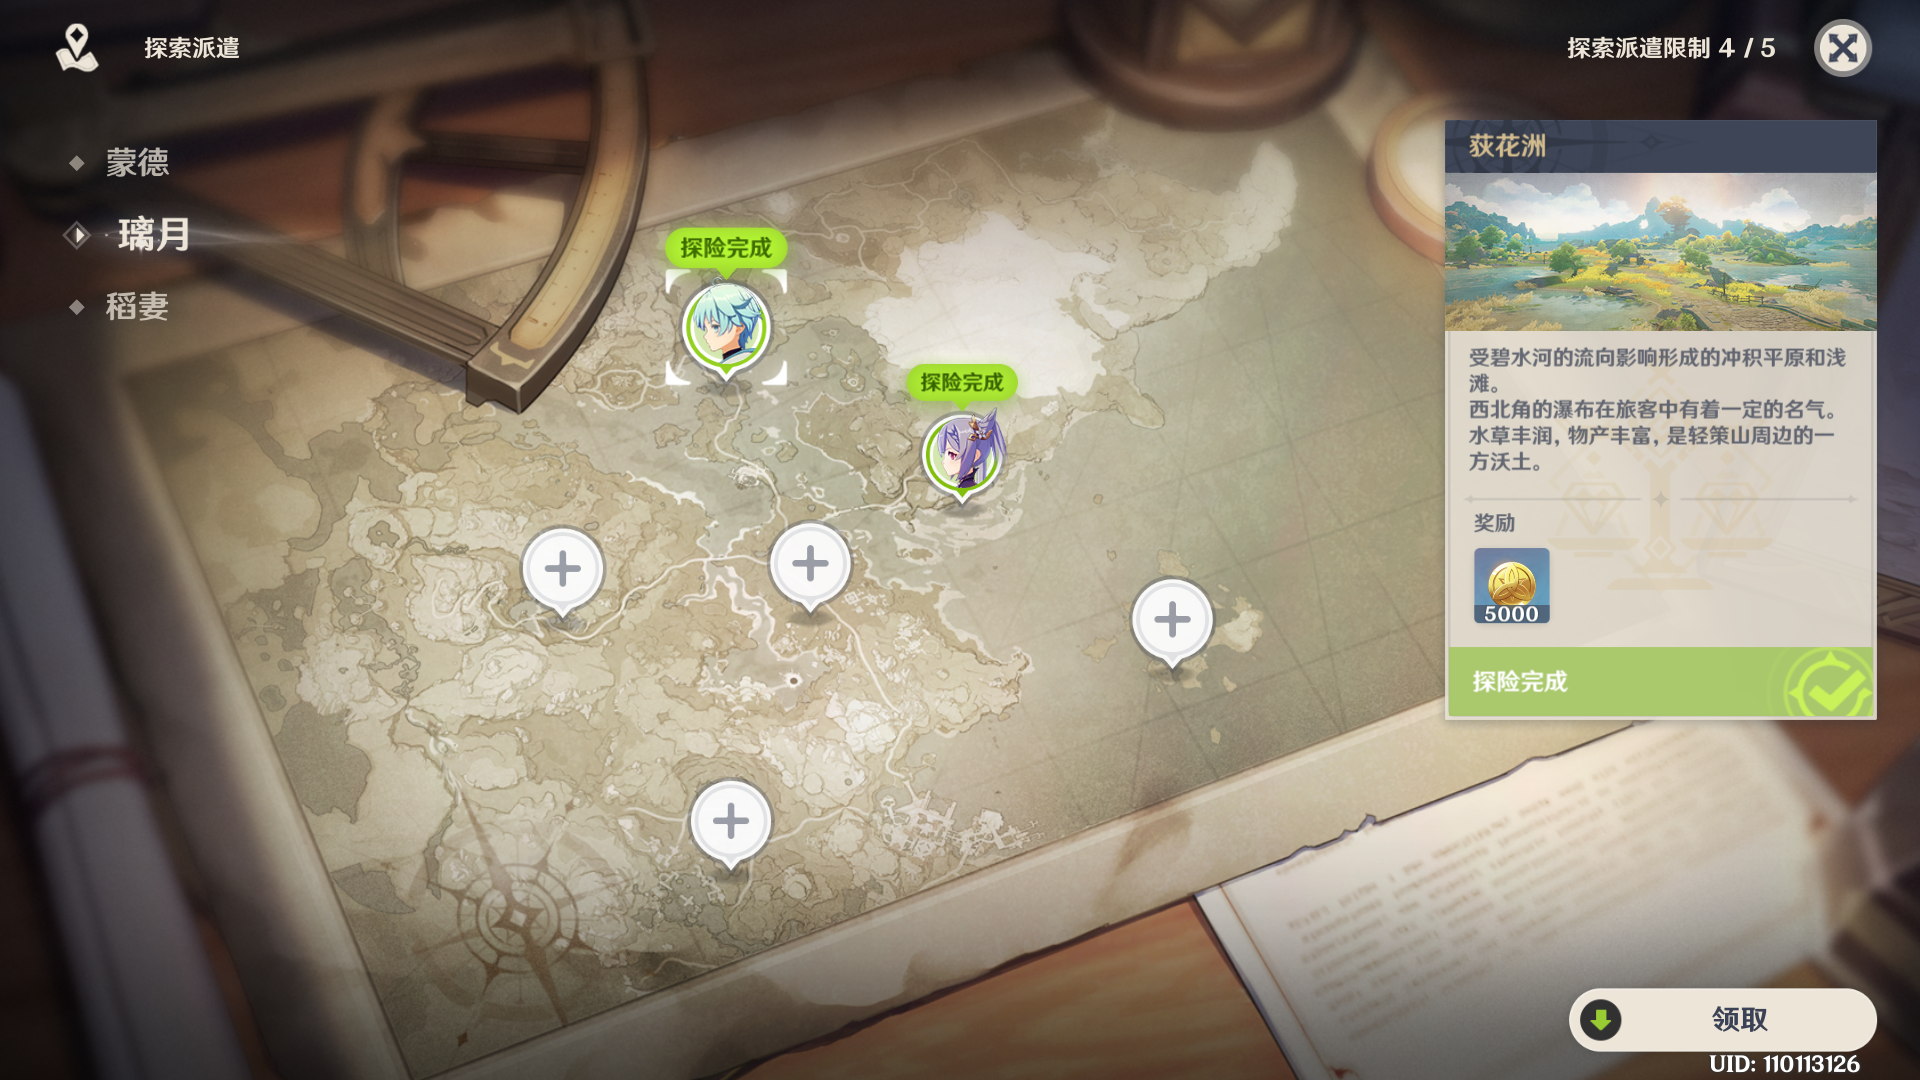 探索派遣
探索派遣限制 4 / 5
蒙德
璃月
稻妻
探险完成
探险完成
荻花洲
受碧水河的流向影响形成的冲积平原和浅
滩。
西北角的瀑布在旅客中有着一定的名气。
水草丰润, 物产丰富, 是轻策山周边的一
方沃土。
奖励
5000
探险完成
领取
UID: 110113126